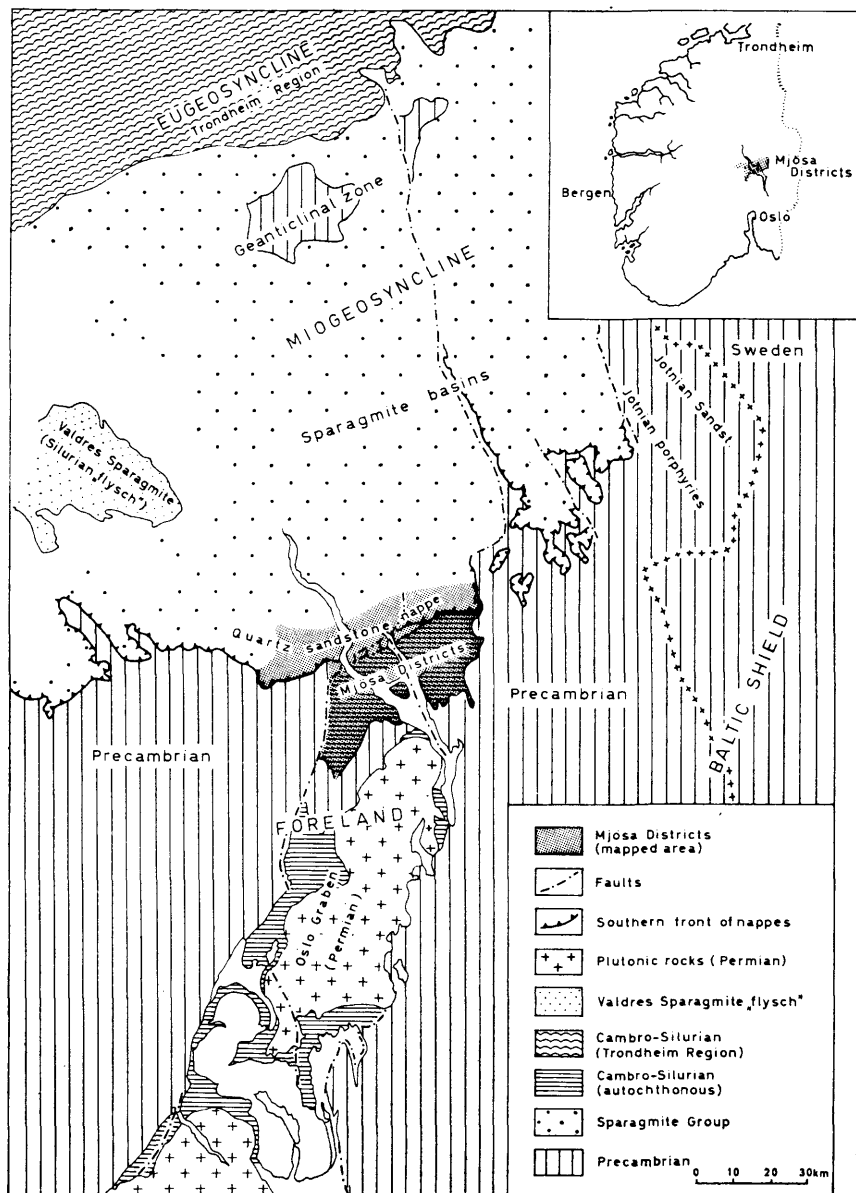 EUGEOSYNCLINE
Trondheim Region
Geanticlinal zone
MIOGEOSYNCLINE
Sparagmite basins
Valdres Sparagmite
(Silurian „flysch")
Quartz sandstone nappe
Mjösa Districts
Precambrian
Precambrian
FORELAND
Oslo Graben
(Permian)
Sweden
Jotnian Sandst.
Jotnian porphyries
BALTIC SHIELD
Trondheim
Mjösa
Districts
Bergen
Oslo
Mjösa Districts
(mapped area)
Faults
Southern front of nappes
Plutonic rocks (Permian)
Valdres Sparagmite „flysch"
Cambro-Silurian
(Trondheim Region)
Cambro-Silurian
(autochthonous)
Sparagmite Group
Precambrian
0 10 20 30km